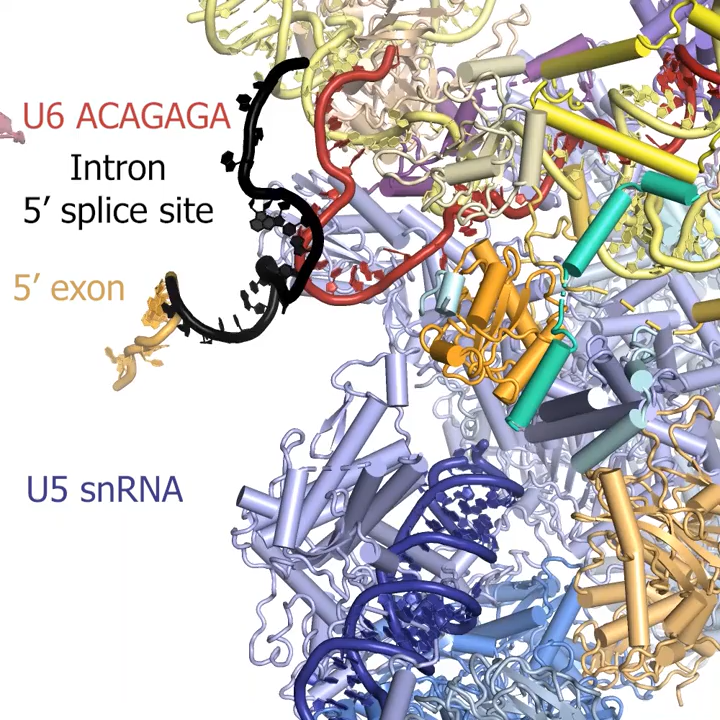 U6 ACAGAGA
Intron
5’ splice site
5’ exon
U5 snRNA